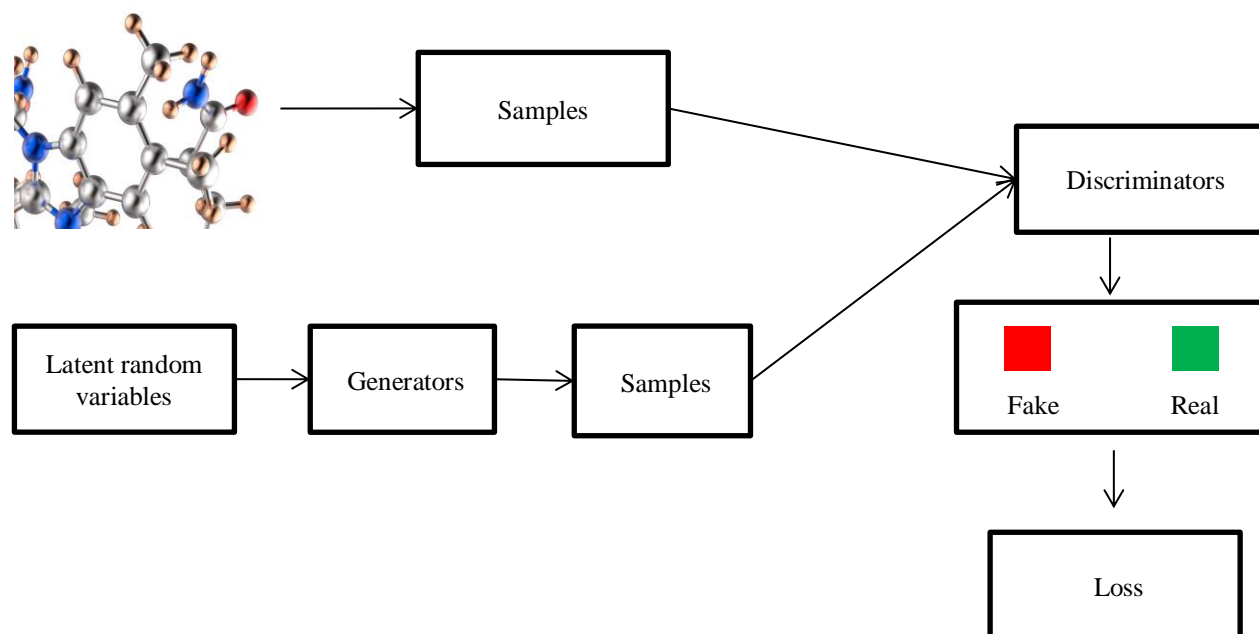 Samples
Discriminators
Latent random
variables
Generators
Samples
Fake
Real
Loss